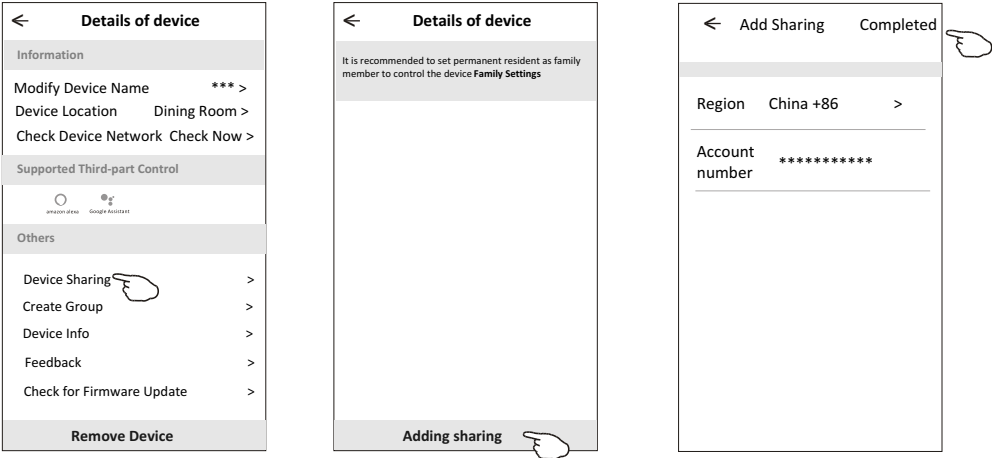 ← Details of device
Information
Modify Device Name *** >
Device Location Dining Room >
Check Device Network Check Now >
Supported Third-part Control
amazon alexa Google Assistant
Others
Device Sharing >
Create Group >
Device Info >
Feedback >
Check for Firmware Update >
Remove Device
← Details of device
It is recommended to set permanent resident as family
member to control the device Family Settings
Adding sharing
← Add Sharing Completed
Region China +86 >
Account
number ***********